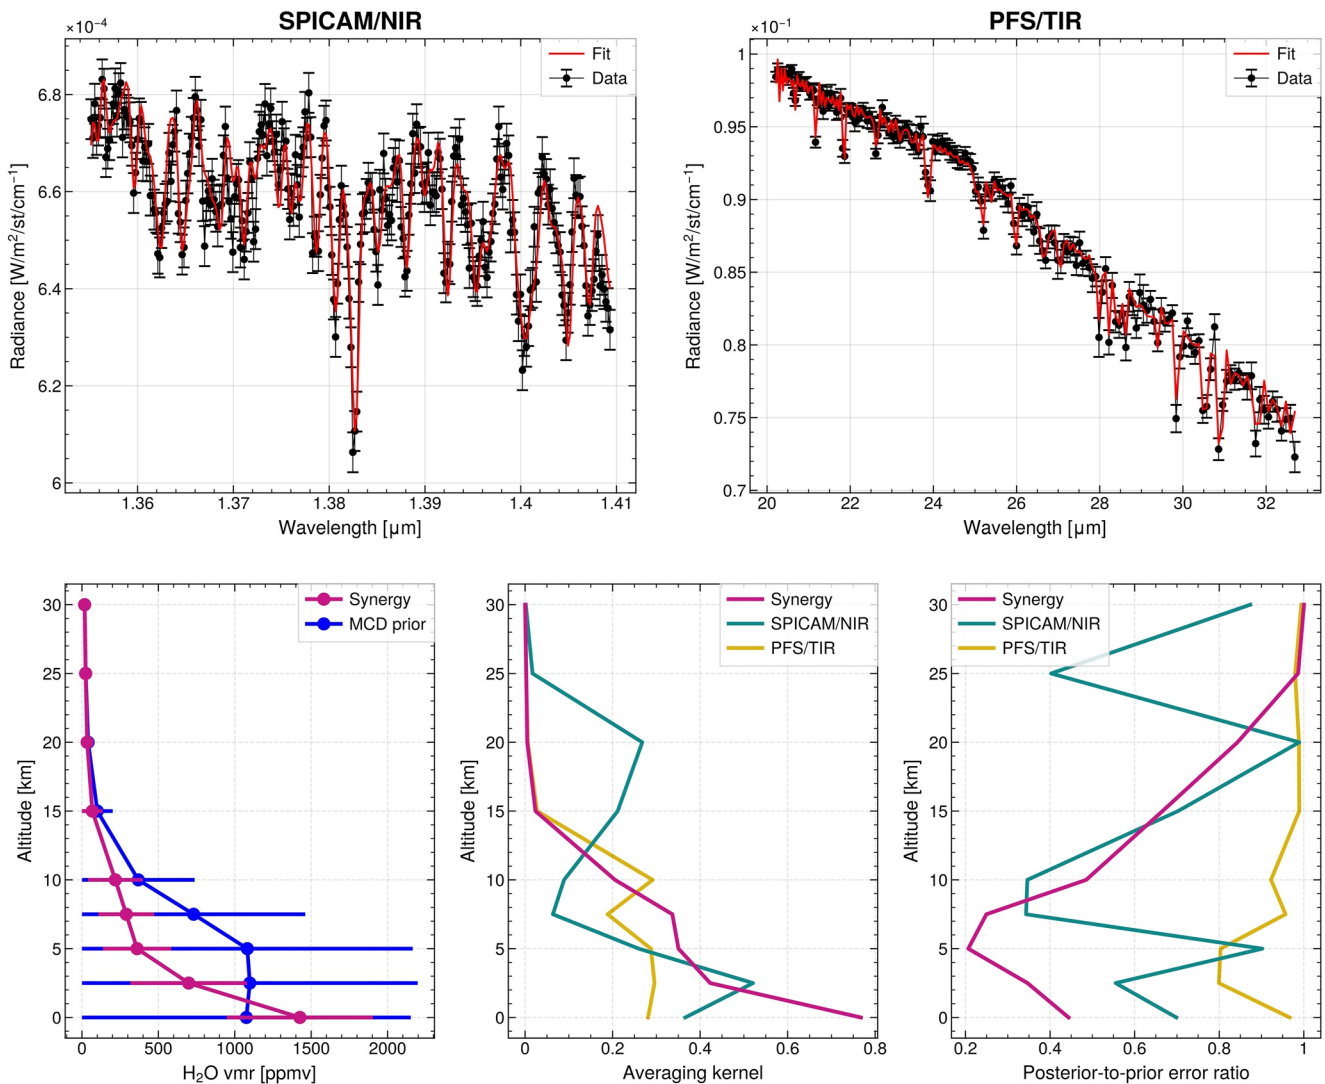 SPICAM/NIR
×10⁻⁴
Fit
Data
6.8
6.6
6.4
6.2
6
Radiance [W/m²/st/cm⁻¹]
1.36
1.37
1.38
1.39
1.4
1.41
Wavelength [µm]
PFS/TIR
×10⁻¹
Fit
Data
1
0.95
0.9
0.85
0.8
0.75
0.7
Radiance [W/m²/st/cm⁻¹]
20
22
24
26
28
30
32
Wavelength [µm]
Synergy
MCD prior
30
25
20
15
10
5
0
Altitude [km]
0
500
1000
1500
2000
H₂O vmr [ppmv]
Synergy
SPICAM/NIR
PFS/TIR
30
25
20
15
10
5
0
Altitude [km]
0
0.2
0.4
0.6
0.8
Averaging kernel
Synergy
SPICAM/NIR
PFS/TIR
30
25
20
15
10
5
0
Altitude [km]
0.2
0.4
0.6
0.8
1
Posterior-to-prior error ratio